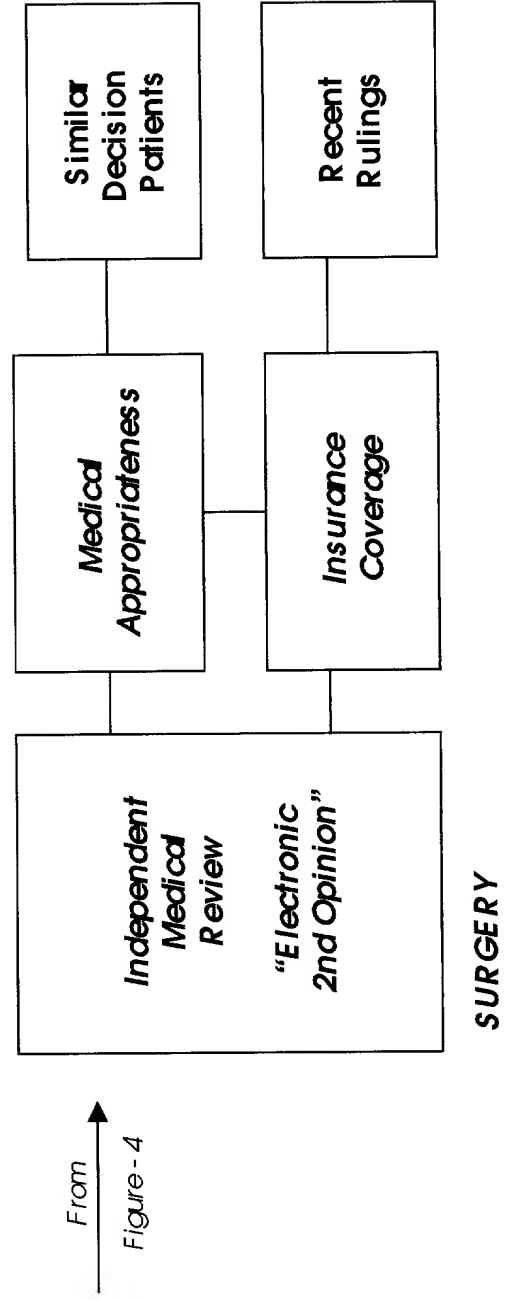 From
Figure - 4
Independent
Medical
Review
“Electronic
2nd Opinion”
SURGERY
Medical
Appropriateness
Insurance
Coverage
Similar
Decision
Patients
Recent
Rulings